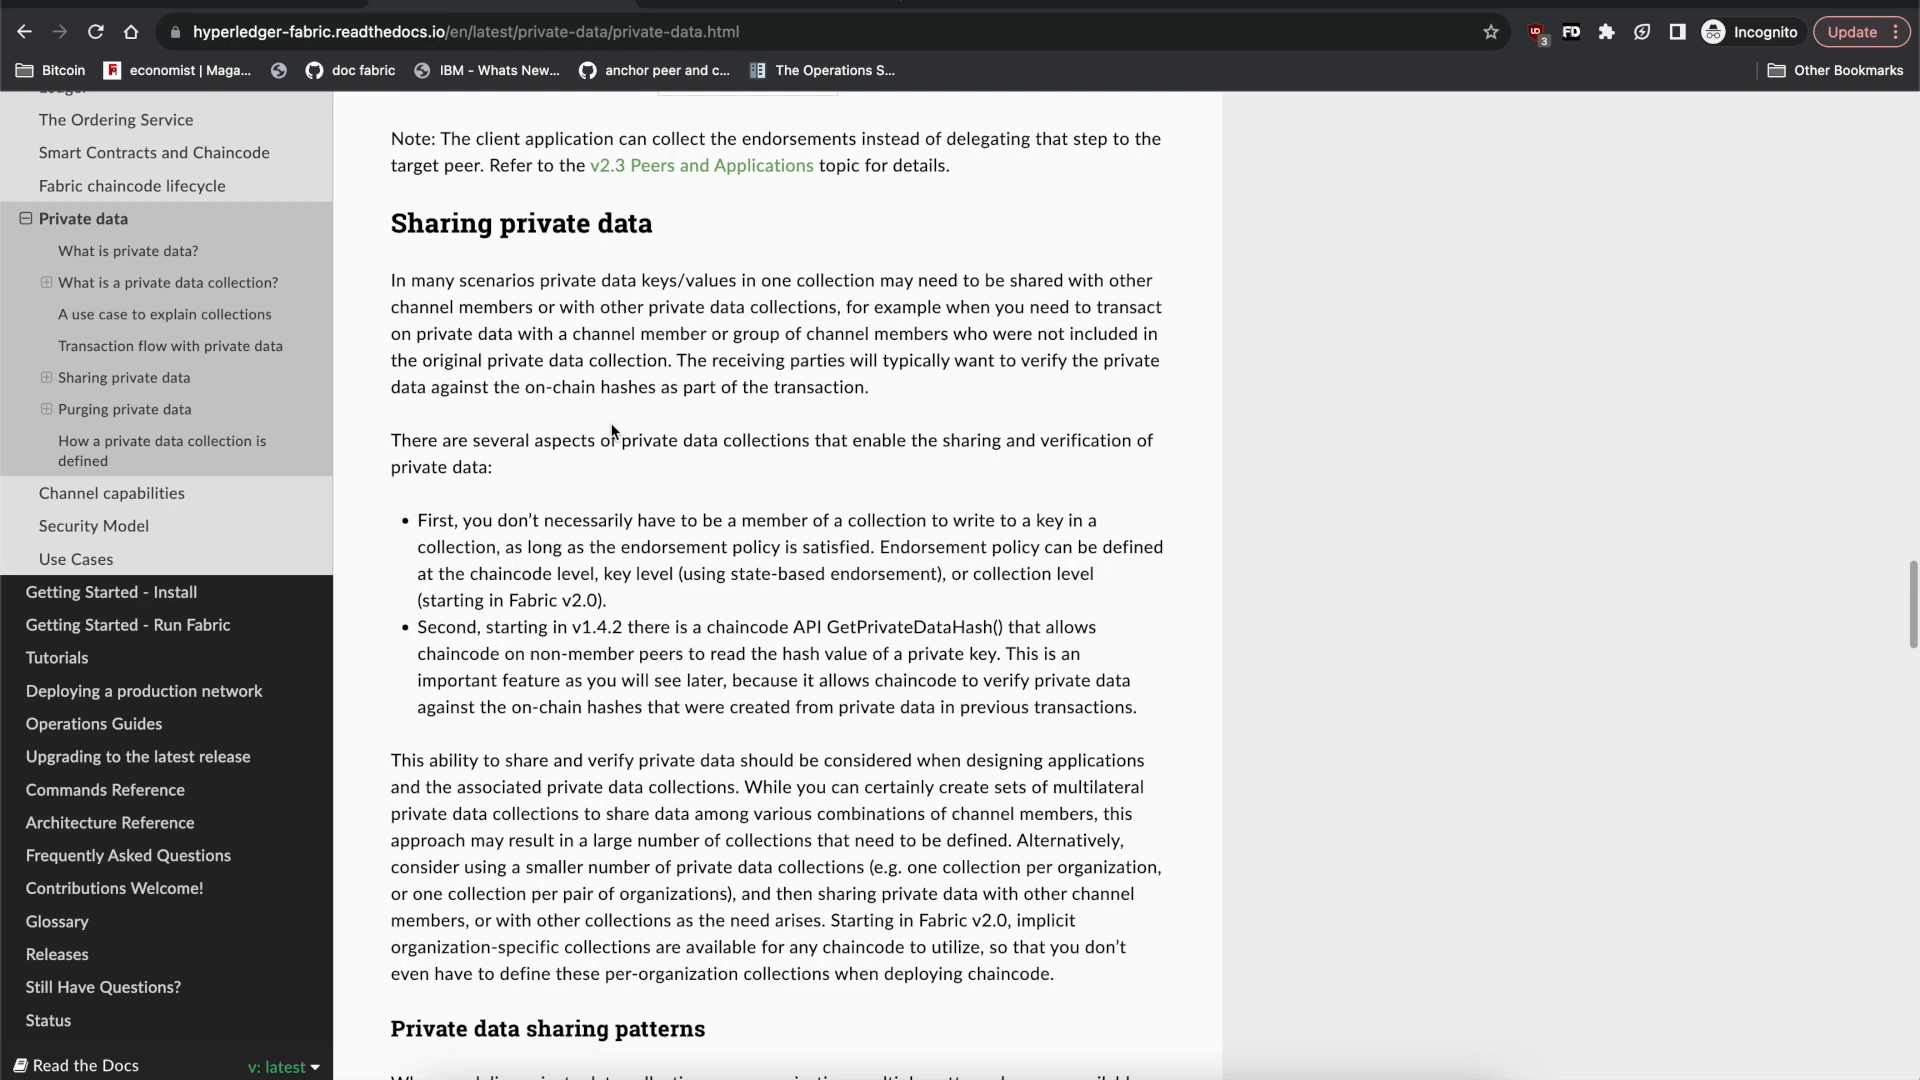 hyperledger-fabric.readthedocs.io/en/latest/private-data/private-data.html
3
FD
Incognito
Update
Bitcoin
economist | Maga...
doc fabric
IBM - Whats New...
anchor peer and c...
The Operations S...
Other Bookmarks
The Ordering Service
Smart Contracts and Chaincode
Fabric chaincode lifecycle
Private data
What is private data?
What is a private data collection?
A use case to explain collections
Transaction flow with private data
Sharing private data
Purging private data
How a private data collection is
defined
Channel capabilities
Security Model
Use Cases
Getting Started - Install
Getting Started - Run Fabric
Tutorials
Deploying a production network
Operations Guides
Upgrading to the latest release
Commands Reference
Architecture Reference
Frequently Asked Questions
Contributions Welcome!
Glossary
Releases
Still Have Questions?
Status
Read the Docs
v: latest
Note: The client application can collect the endorsements instead of delegating that step to the
target peer. Refer to the v2.3 Peers and Applications topic for details.
Sharing private data
In many scenarios private data keys/values in one collection may need to be shared with other
channel members or with other private data collections, for example when you need to transact
on private data with a channel member or group of channel members who were not included in
the original private data collection. The receiving parties will typically want to verify the private
data against the on-chain hashes as part of the transaction.
There are several aspects of private data collections that enable the sharing and verification of
private data:
• First, you don’t necessarily have to be a member of a collection to write to a key in a
collection, as long as the endorsement policy is satisfied. Endorsement policy can be defined
at the chaincode level, key level (using state-based endorsement), or collection level
(starting in Fabric v2.0).
• Second, starting in v1.4.2 there is a chaincode API GetPrivateDataHash() that allows
chaincode on non-member peers to read the hash value of a private key. This is an
important feature as you will see later, because it allows chaincode to verify private data
against the on-chain hashes that were created from private data in previous transactions.
This ability to share and verify private data should be considered when designing applications
and the associated private data collections. While you can certainly create sets of multilateral
private data collections to share data among various combinations of channel members, this
approach may result in a large number of collections that need to be defined. Alternatively,
consider using a smaller number of private data collections (e.g. one collection per organization,
or one collection per pair of organizations), and then sharing private data with other channel
members, or with other collections as the need arises. Starting in Fabric v2.0, implicit
organization-specific collections are available for any chaincode to utilize, so that you don’t
even have to define these per-organization collections when deploying chaincode.
Private data sharing patterns